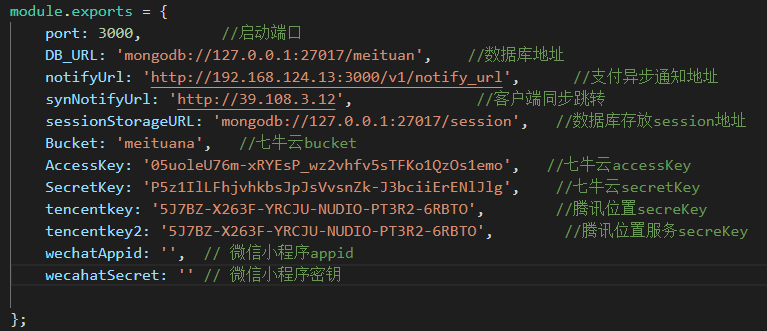 module.exports = {
port: 3000, //启动端口
DB_URL: 'mongodb://127.0.0.1:27017/meituan', //数据库地址
notifyUrl: 'http://192.168.124.13:3000/v1/notify_url', //支付异步通知地址
synNotifyUrl: 'http://39.108.3.12', //客户端同步跳转
sessionStorageURL: 'mongodb://127.0.0.1:27017/session', //数据库存放session地址
Bucket: 'meituana', //七牛云bucket
AccessKey: '05uoleU76m-xRYEsP_wz2vhfv5sTFKo1QzOs1emo', //七牛云accessKey
SecretKey: 'P5z1IlLFhjvhkbsJpJsVvsnZk-J3bciiErENlJlg', //七牛云secretKey
tencentkey: '5J7BZ-X263F-YRCJU-NUDIO-PT3R2-6RBTO', //腾讯位置secreKey
tencentkey2: '5J7BZ-X263F-YRCJU-NUDIO-PT3R2-6RBTO', //腾讯位置服务secreKey
wechatAppid: '', // 微信小程序appid
wecahatSecret: '' // 微信小程序密钥
};